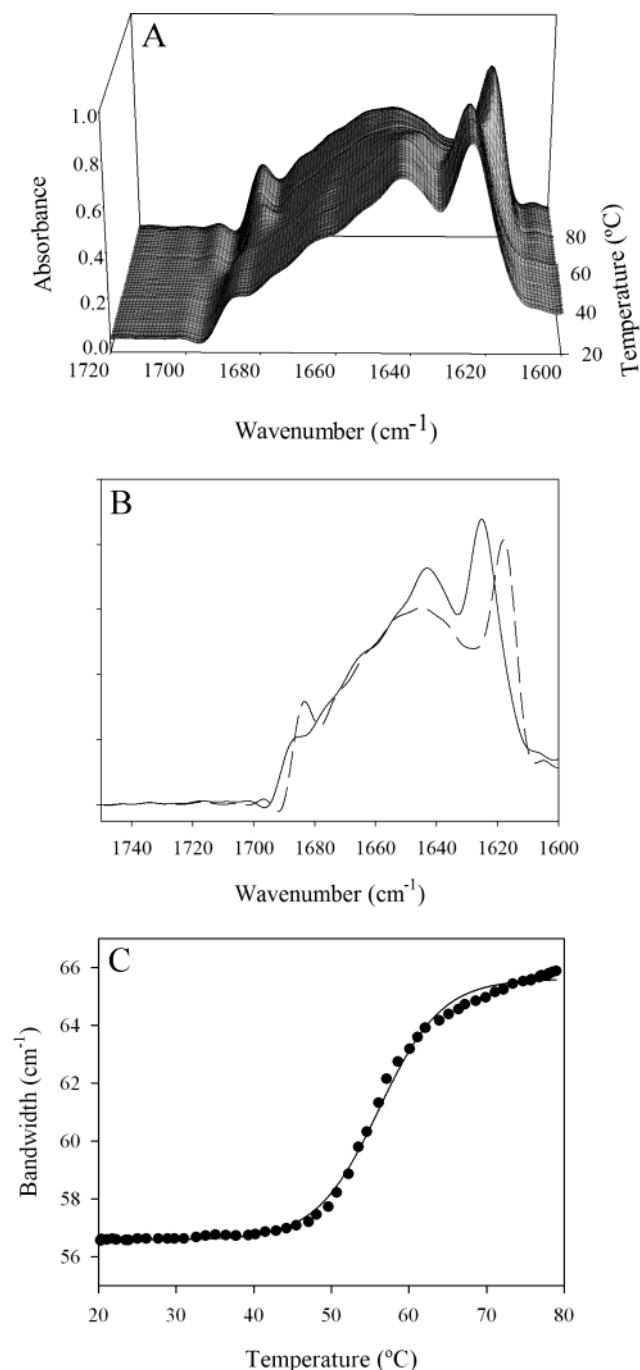 A
1.0
0.8
0.6
0.4
0.2
0.0
Absorbance
1720
1700
1680
1660
1640
1620
1600
Wavenumber (cm-1)
80
60
40
20
Temperature (ºC)
B
1740 1720 1700 1680 1660 1640 1620 1600
Wavenumber (cm-1)
C
66
64
62
60
58
56
Bandwidth (cm-1)
20 30 40 50 60 70 80
Temperature (ºC)